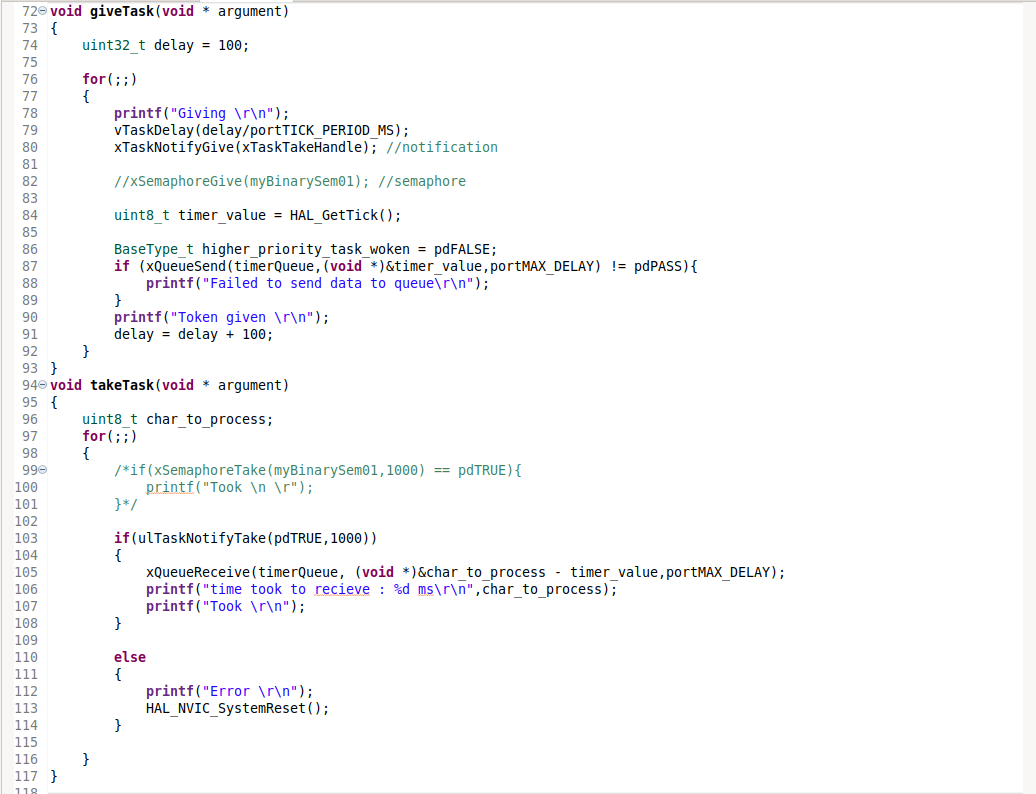 72 void giveTask(void * argument)
73 {
74     uint32_t delay = 100;
75
76     for(;;)
77     {
78         printf("Giving \r\n");
79         vTaskDelay(delay/portTICK_PERIOD_MS);
80         xTaskNotifyGive(xTaskTakeHandle); //notification
81
82         //xSemaphoreGive(myBinarySem01); //semaphore
83
84         uint8_t timer_value = HAL_GetTick();
85
86         BaseType_t higher_priority_task_woken = pdFALSE;
87         if (xQueueSend(timerQueue,(void *)&timer_value,portMAX_DELAY) != pdPASS){
88             printf("Failed to send data to queue\r\n");
89         }
90         printf("Token given \r\n");
91         delay = delay + 100;
92     }
93 }
94 void takeTask(void * argument)
95 {
96     uint8_t char_to_process;
97     for(;;)
98     {
99         /*if(xSemaphoreTake(myBinarySem01,1000) == pdTRUE){
100             printf("Took \n \r");
101         }*/
102
103         if(ulTaskNotifyTake(pdTRUE,1000))
104         {
105             xQueueReceive(timerQueue, (void *)&char_to_process - timer_value,portMAX_DELAY);
106             printf("time took to recieve : %d ms\r\n",char_to_process);
107             printf("Took \r\n");
108         }
109
110         else
111         {
112             printf("Error \r\n");
113             HAL_NVIC_SystemReset();
114         }
115
116     }
117 }
118